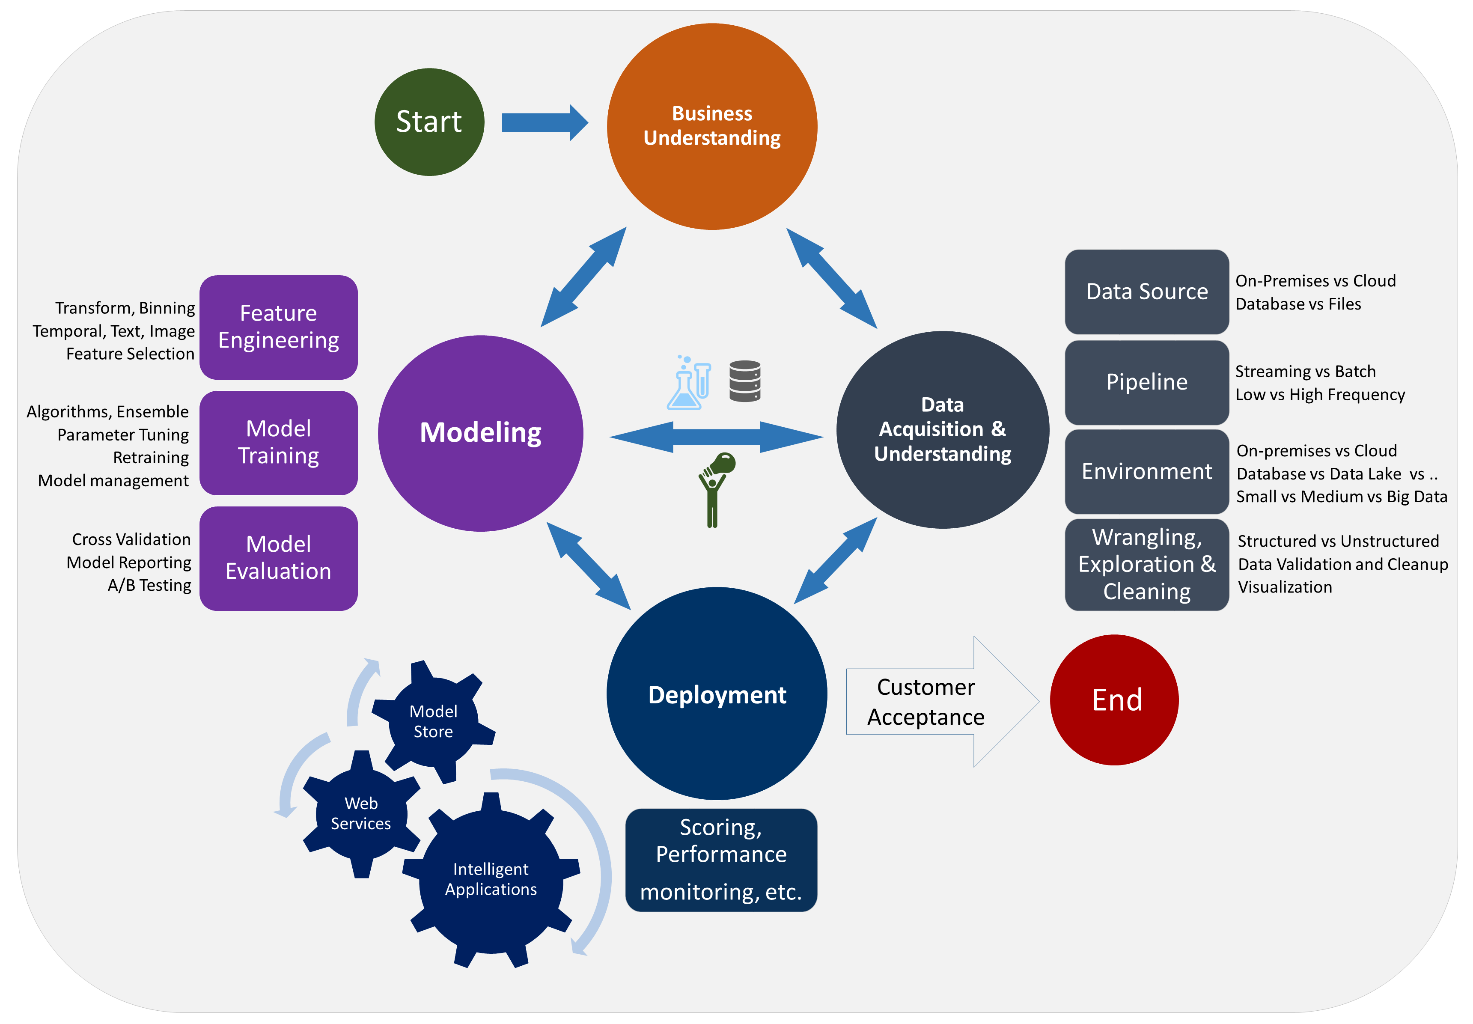 Start
Business
Understanding
Feature
Engineering
Transform, Binning
Temporal, Text, Image
Feature Selection
Model
Training
Algorithms, Ensemble
Parameter Tuning
Retraining
Model management
Model
Evaluation
Cross Validation
Model Reporting
A/B Testing
Modeling
Data
Acquisition &
Understanding
Data Source
On-Premises vs Cloud
Database vs Files
Pipeline
Streaming vs Batch
Low vs High Frequency
Environment
On-premises vs Cloud
Database vs Data Lake vs ..
Small vs Medium vs Big Data
Wrangling,
Exploration &
Cleaning
Structured vs Unstructured
Data Validation and Cleanup
Visualization
Deployment
Customer
Acceptance
End
Model
Store
Web
Services
Intelligent
Applications
Scoring,
Performance
monitoring, etc.